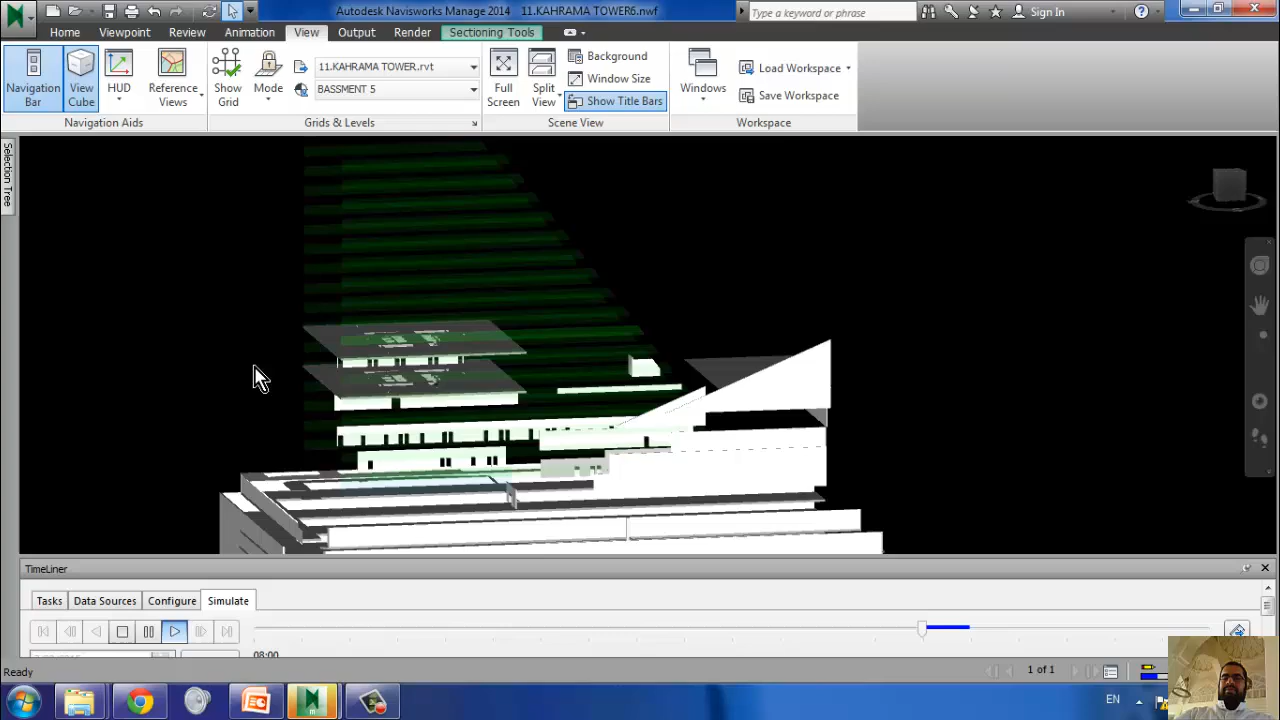 Autodesk Navisworks Manage 2014 11.KAHRAMA TOWER6.nwf
Type a keyword or phrase
Sign In
Home Viewpoint Review Animation View Output Render Sectioning Tools
Navigation Bar
View Cube
HUD
Reference Views
Navigation Aids
Show Grid
Mode
11.KAHRAMA TOWER.rvt
BASSMENT 5
Grids & Levels
Full Screen
Split View
Background
Window Size
Show Title Bars
Scene View
Windows
Load Workspace
Save Workspace
Workspace
Selection Tree
TimeLiner
Tasks Data Sources Configure Simulate
08:00
Ready
1 of 1
EN